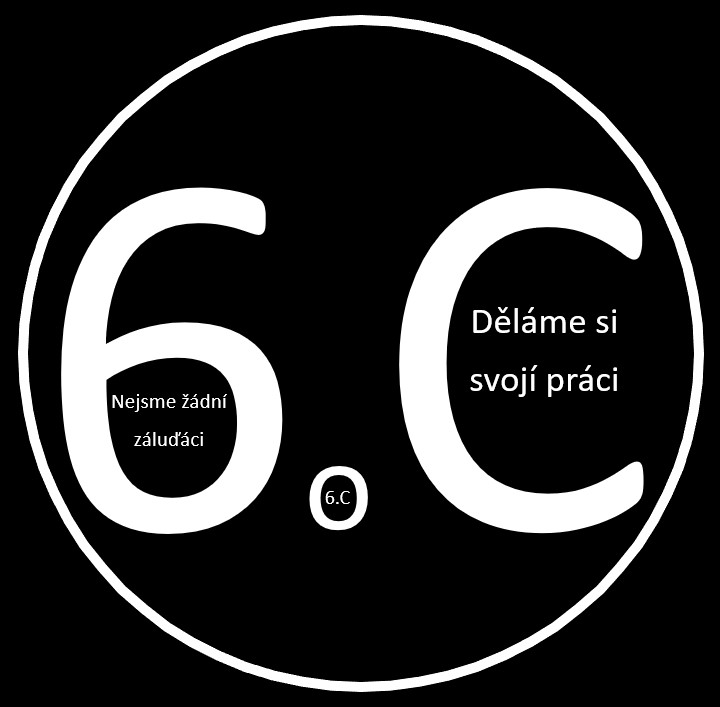 6.C
Nejsme žádní
záluďáci
6.C
Děláme si
svojí práci